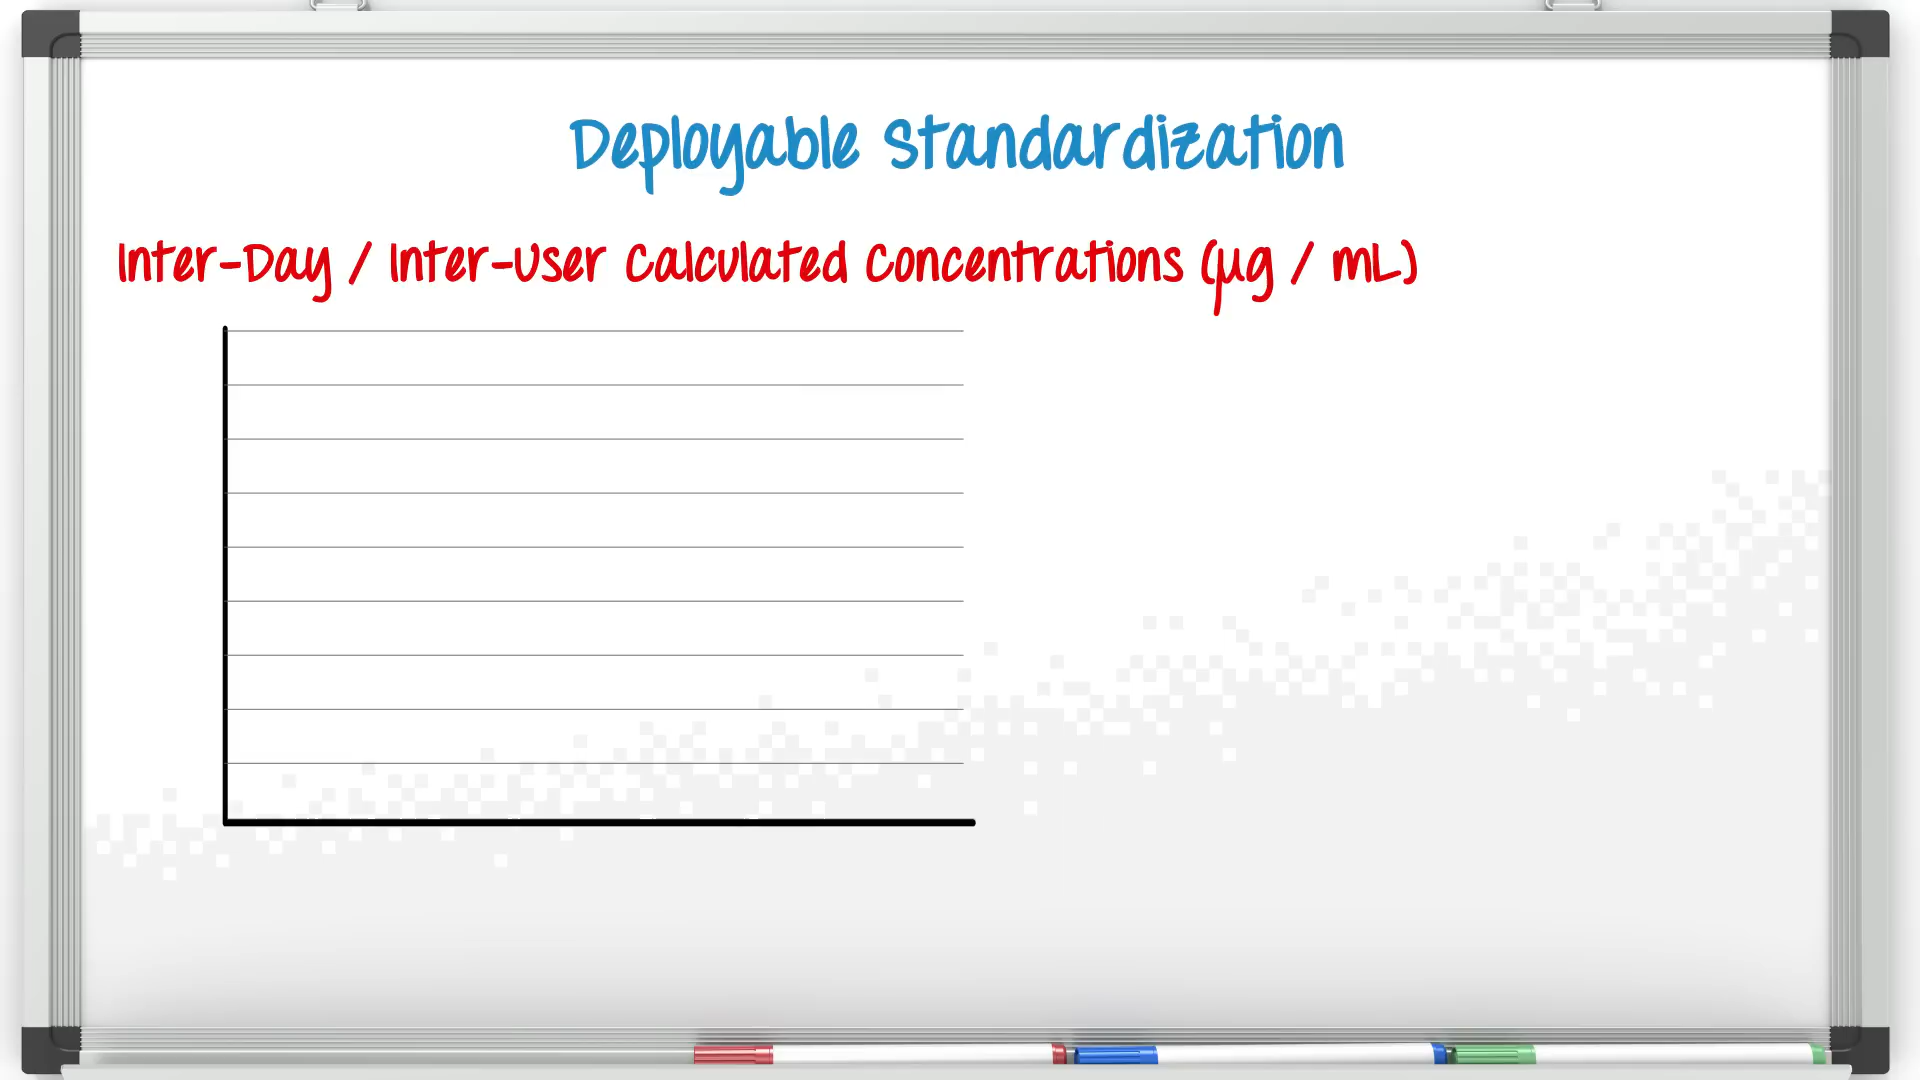 Deployable Standardization
Inter-Day / Inter-User Calculated Concentrations (µg / mL)